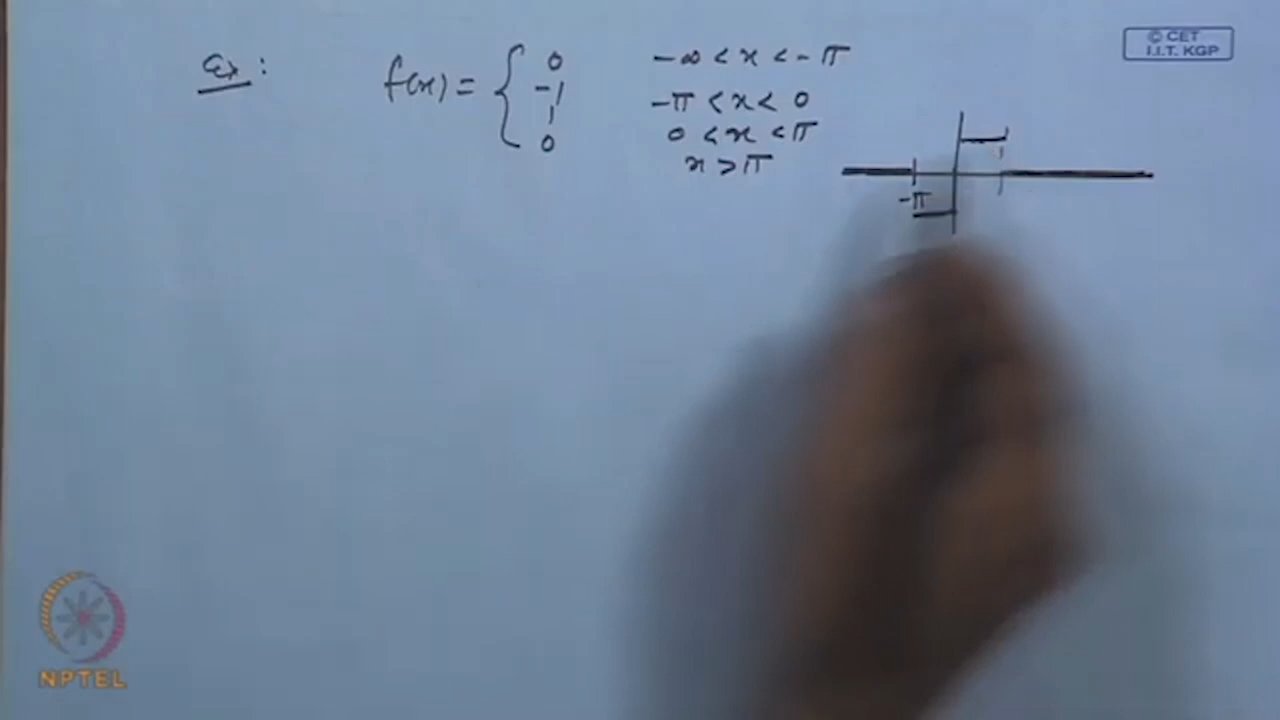 © CET
I.I.T. KGP
Ex :
f(x) = { 0 -∞ < x < -π
-1 -π < x < 0
1 0 < x < π
0 x > π
-π
NPTEL